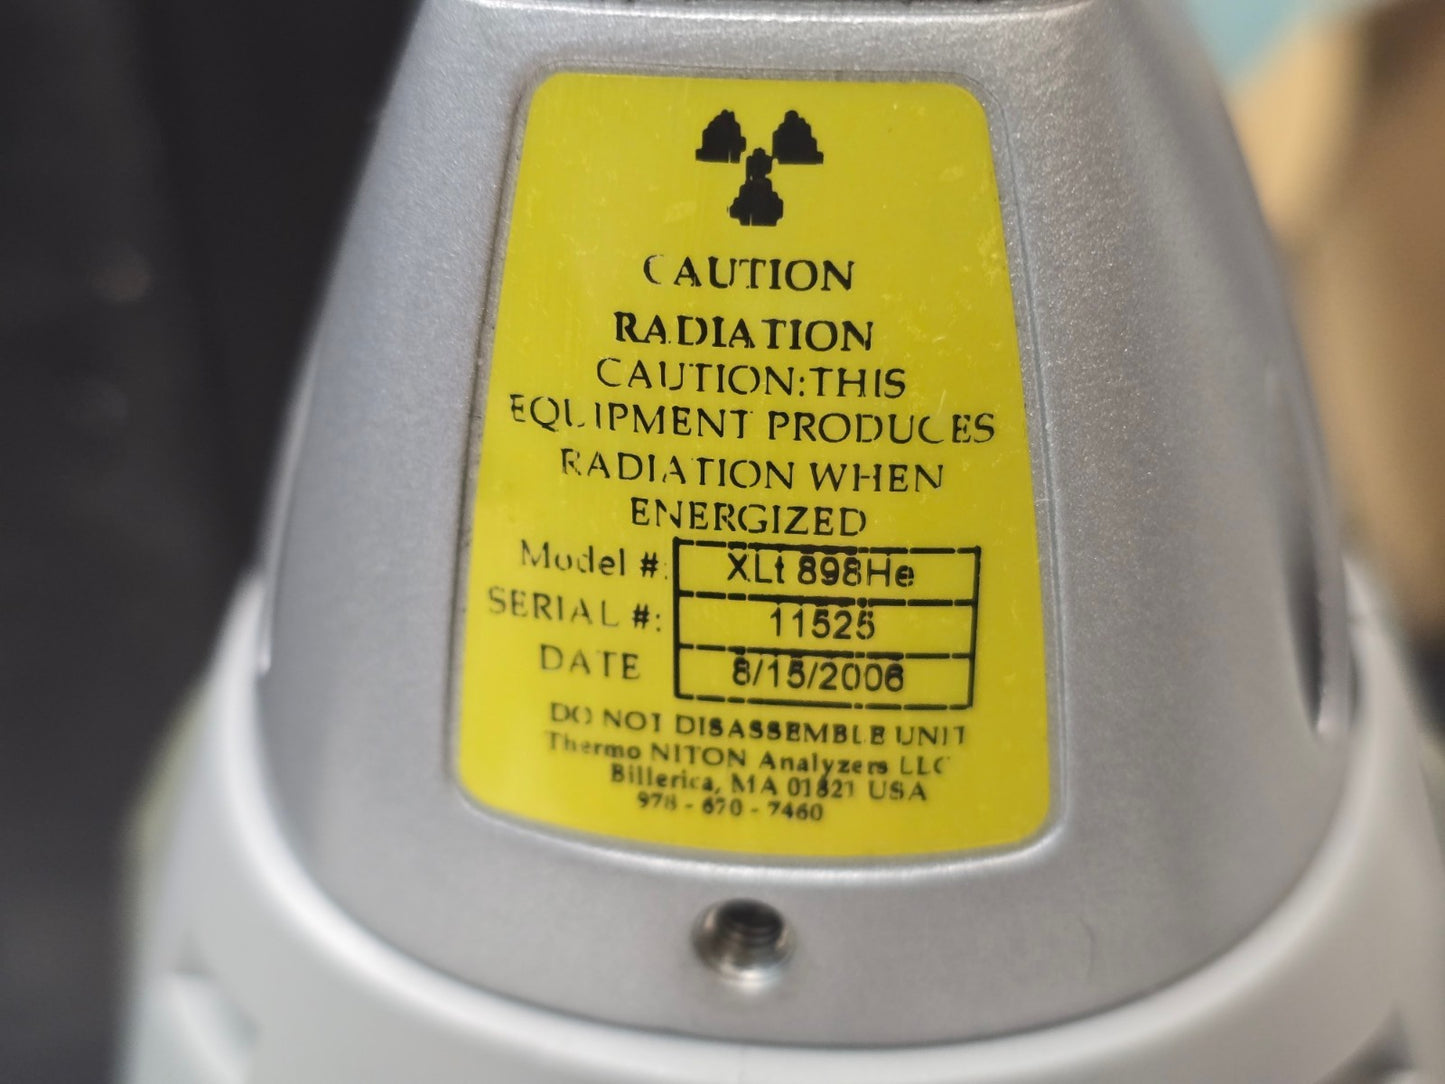 CAUTION
RADIATION
CAUTION:THIS
EQUIPMENT PRODUCES
RADIATION WHEN
ENERGIZED
Model #: XLt 898He
SERIAL #: 11525
DATE 8/15/2006
DO NOT DISASSEMBLE UNIT
Thermo NITON Analyzers LLC
Billerica, MA 01821 USA
978 - 670 - 7460